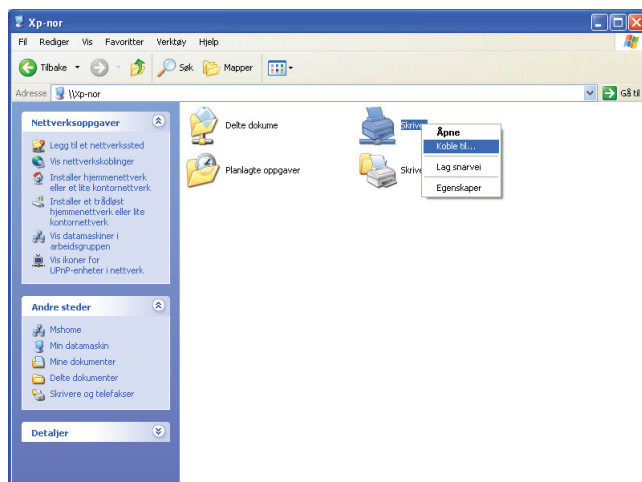 Xp-nor
Fil Rediger Vis Favoritter Verktøy Hjelp
Tilbake Søk Mapper
Adresse \\Xp-nor Gå til
Nettverksoppgaver
Legg til et nettverkssted
Vis nettverkskoblinger
Installer hjemmenettverk
eller et lite kontornettverk
Installer et trådløst
hjemmenettverk eller lite
kontornettverk
Vis datamaskiner i
arbeidsgruppen
Vis ikoner for
UPnP-enheter i nettverk
Andre steder
Mshome
Min datamaskin
Mine dokumenter
Delte dokumenter
Skrivere og telefakser
Detaljer
Delte dokume
Planlagte oppgaver
Skriver
Skrive
Åpne
Koble til...
Lag snarvei
Egenskaper